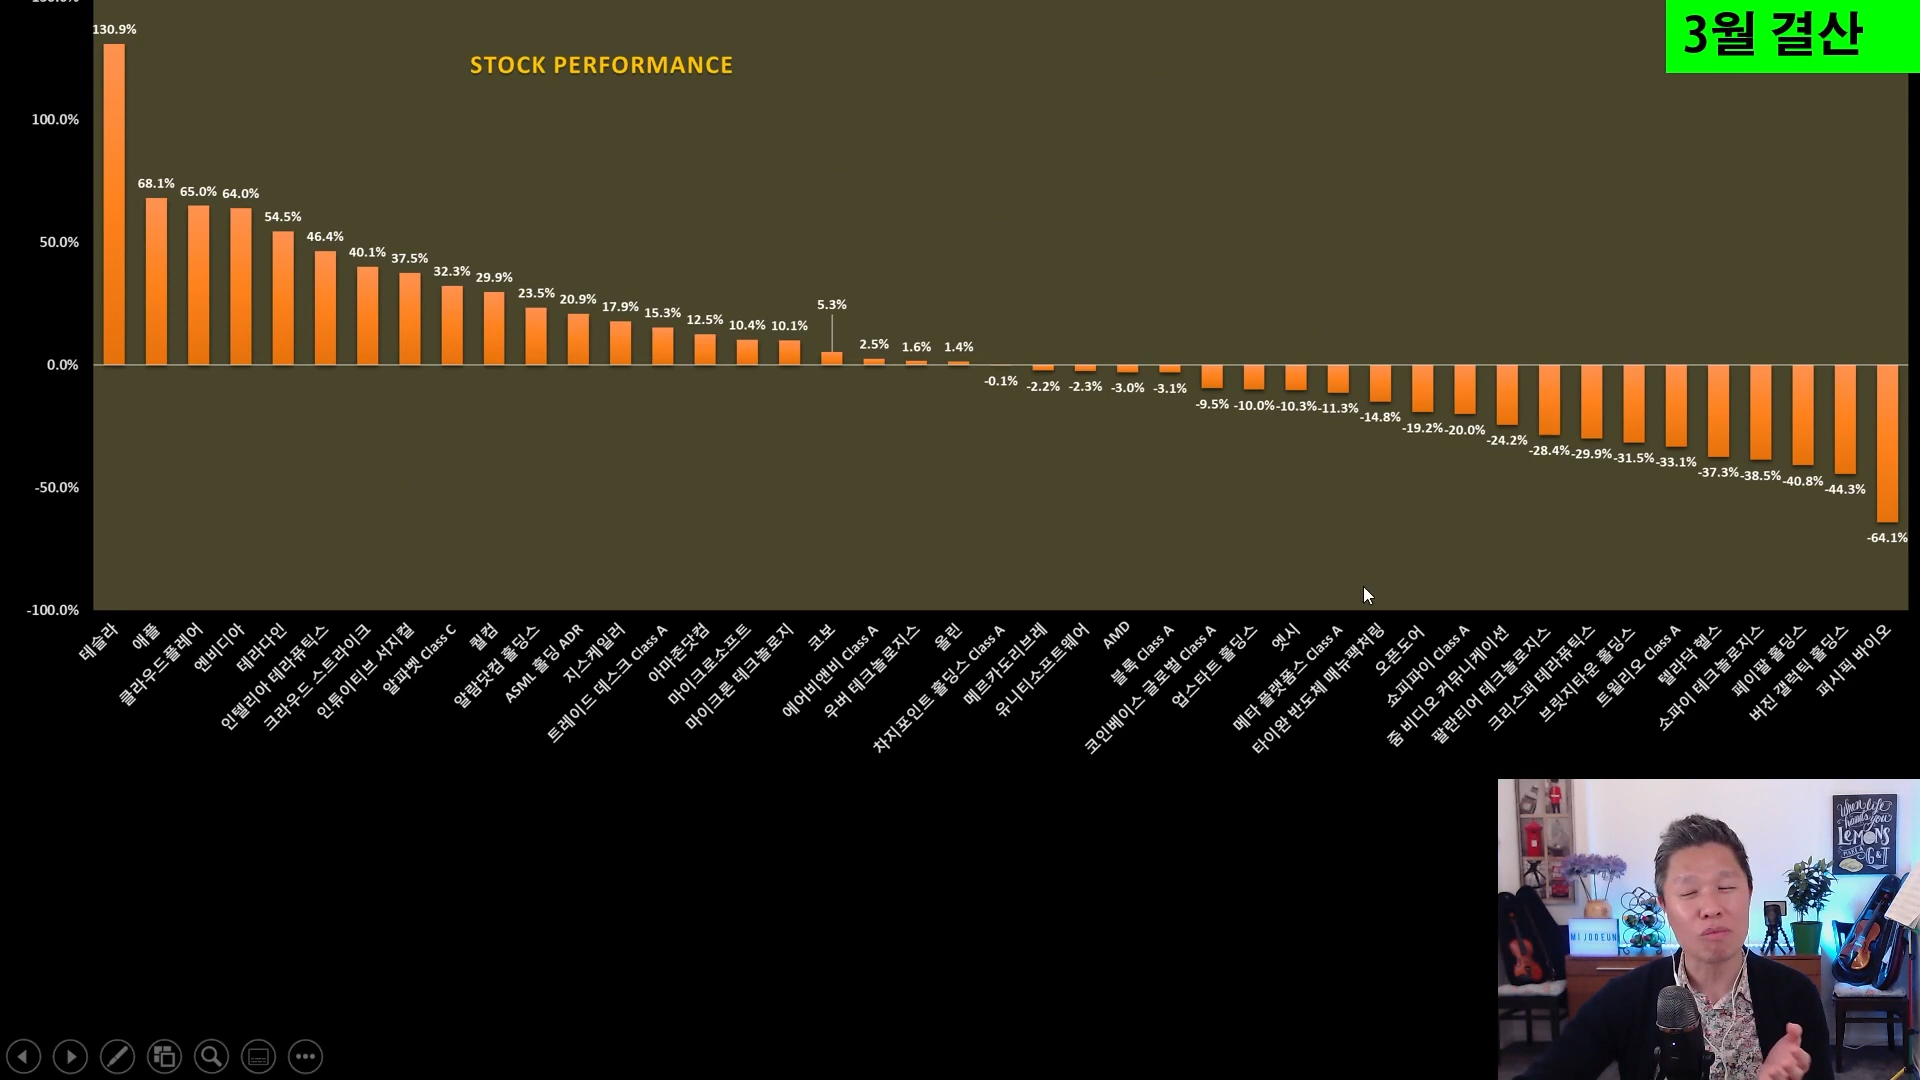 150.0%
3월 결산
STOCK PERFORMANCE
100.0%
50.0%
0.0%
-50.0%
-100.0%
130.9%
68.1%
65.0%
64.0%
54.5%
46.4%
40.1%
37.5%
32.3%
29.9%
23.5%
20.9%
17.9%
15.3%
12.5%
10.4%
10.1%
5.3%
2.5%
1.6%
1.4%
-0.1%
-2.2%
-2.3%
-3.0%
-3.1%
-9.5%
-10.0%
-10.3%
-11.3%
-14.8%
-19.2%
-20.0%
-24.2%
-28.4%
-29.9%
-31.5%
-33.1%
-37.3%
-38.5%
-40.8%
-44.3%
-64.1%
테슬라
애플
클라우드플레어
엔비디아
테라다인
인텔리아 테라퓨틱스
크라우드 스트라이크
인튜이티브 서지컬
알파벳 Class C
퀄컴
알람닷컴 홀딩스
ASML 홀딩 ADR
지스케일러
트레이드 데스크 Class A
아마존닷컴
마이크로소프트
마이크론 테크놀로지
코보
에어비앤비 Class A
우버 테크놀로지스
올린
차지포인트 홀딩스 Class A
메르카도리브레
유니티소프트웨어
AMD
블록 Class A
코인베이스 글로벌 Class A
업스타트 홀딩스
엣시
메타 플랫폼스 Class A
타이완 반도체 매뉴팩처링
오픈도어
쇼피파이 Class A
줌 비디오 커뮤니케이션
팔란티어 테크놀로지스
크리스퍼 테라퓨틱스
브릿지타운 홀딩스
트윌리오 Class A
텔라닥 헬스
소파이 테크놀로지스
페이팔 홀딩스
버진 갤럭틱 홀딩스
퍼시픽 바이오
When life
hands you
LEMONS
MAKE A
G&T
MI JOOEUN